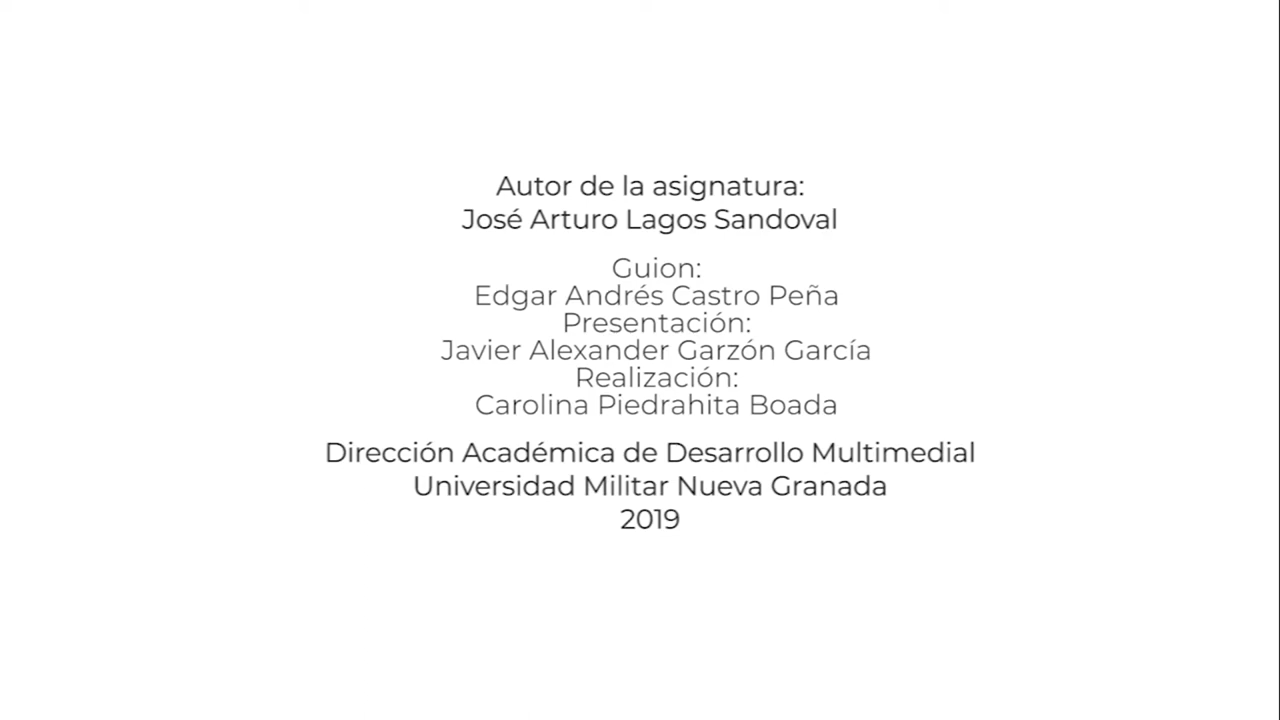 Autor de la asignatura:
José Arturo Lagos Sandoval
Guion:
Edgar Andrés Castro Peña
Presentación:
Javier Alexander Garzón García
Realización:
Carolina Piedrahita Boada
Dirección Académica de Desarrollo Multimedial
Universidad Militar Nueva Granada
2019